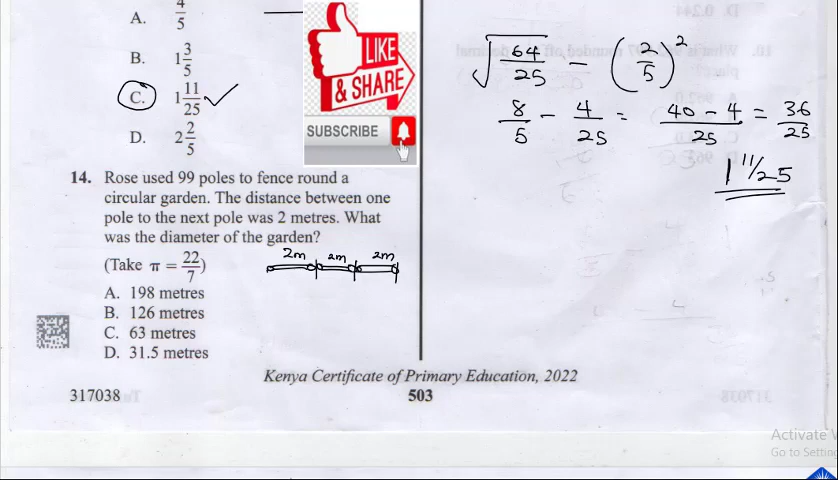 A. 4/5
B. 1 3/5
C. 1 11/25 ✓
D. 2 2/5
LIKE
& SHARE
SUBSCRIBE
14. Rose used 99 poles to fence round a
circular garden. The distance between one
pole to the next pole was 2 metres. What
was the diameter of the garden?
(Take π = 22/7)
2m 2m 2m
A. 198 metres
B. 126 metres
C. 63 metres
D. 31.5 metres
√64/25 – (2/5)²
8/5 – 4/25 = 40 – 4/25 = 36/25
1 11/25
Kenya Certificate of Primary Education, 2022
317038
503
Activate
Go to Setting